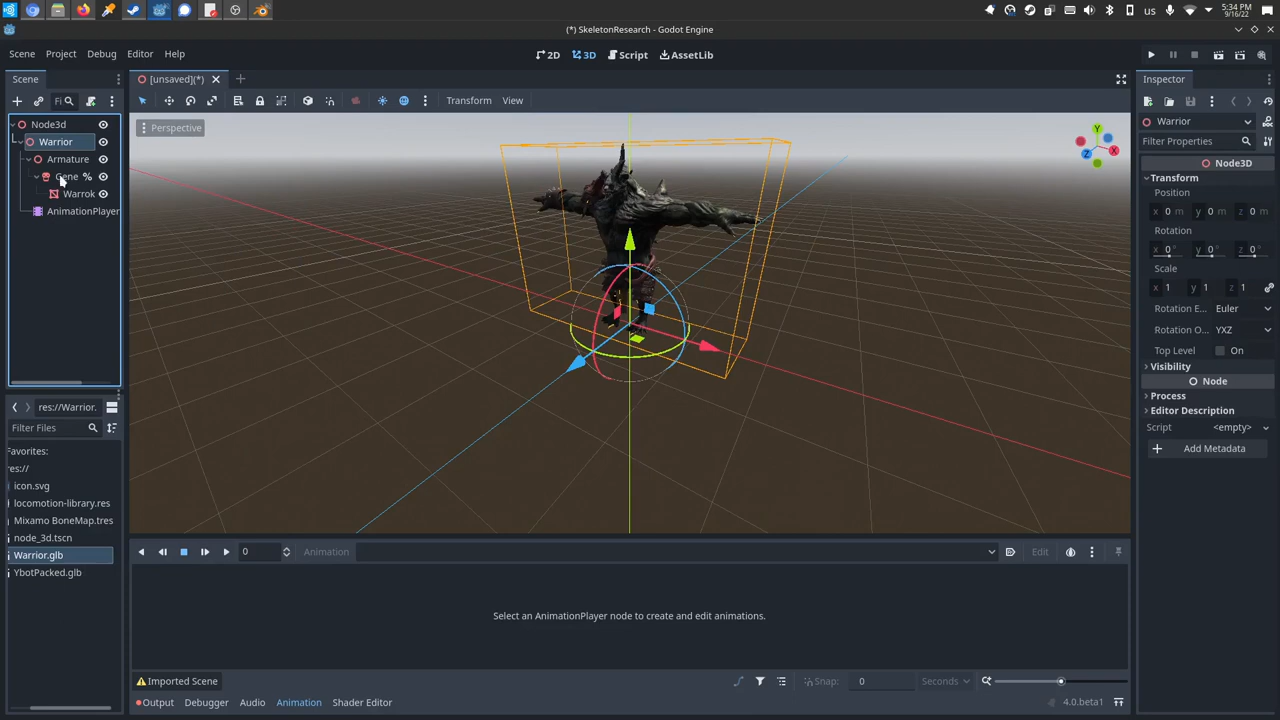 us
5:34 PM
9/16/22
(*) SkeletonResearch - Godot Engine
Scene Project Debug Editor Help
2D 3D Script AssetLib
Scene
[unsaved](*)
Inspector
Fi
Transform View
Node3d
Warrior
Armature
Gene
Warrok
AnimationPlayer
Perspective
Y
X
Z
Warrior
Filter Properties
Node3D
Transform
Position
x 0 m y 0 m z 0 m
Rotation
x 0° y 0° z 0°
Scale
x 1 y 1 z 1
Rotation E... Euler
Rotation O... YXZ
Top Level On
Visibility
Node
Process
Editor Description
Script <empty>
Add Metadata
res://Warrior.
Filter Files
Favorites:
res://
icon.svg
locomotion-library.res
Mixamo BoneMap.tres
node_3d.tscn
Warrior.glb
YbotPacked.glb
0 Animation Edit
Select an AnimationPlayer node to create and edit animations.
Imported Scene
Snap: 0 Seconds
Output Debugger Audio Animation Shader Editor
4.0.beta1